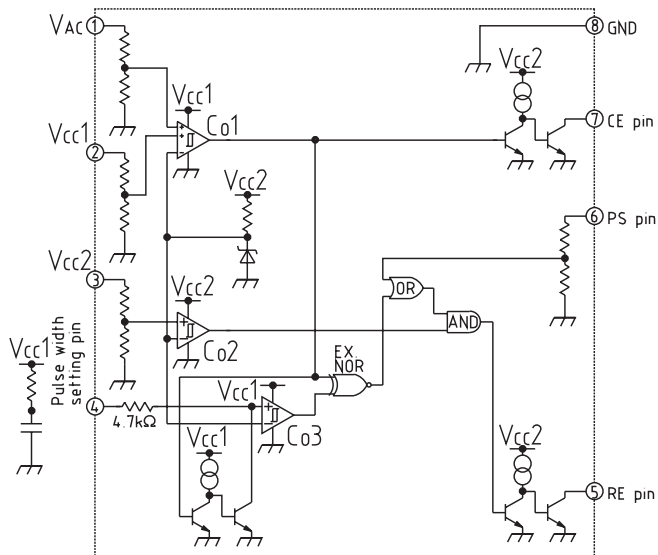 VAC 1
8 GND
Vcc2
Vcc1
Co1
7 CE pin
Vcc1
2
Vcc2
6 PS pin
Vcc2
3
Vcc2
OR
AND
Co2
EX.
NOR
Vcc1
Pulse width
setting pin
4
4.7kΩ
Vcc1
Co3
Vcc1
Vcc2
5 RE pin